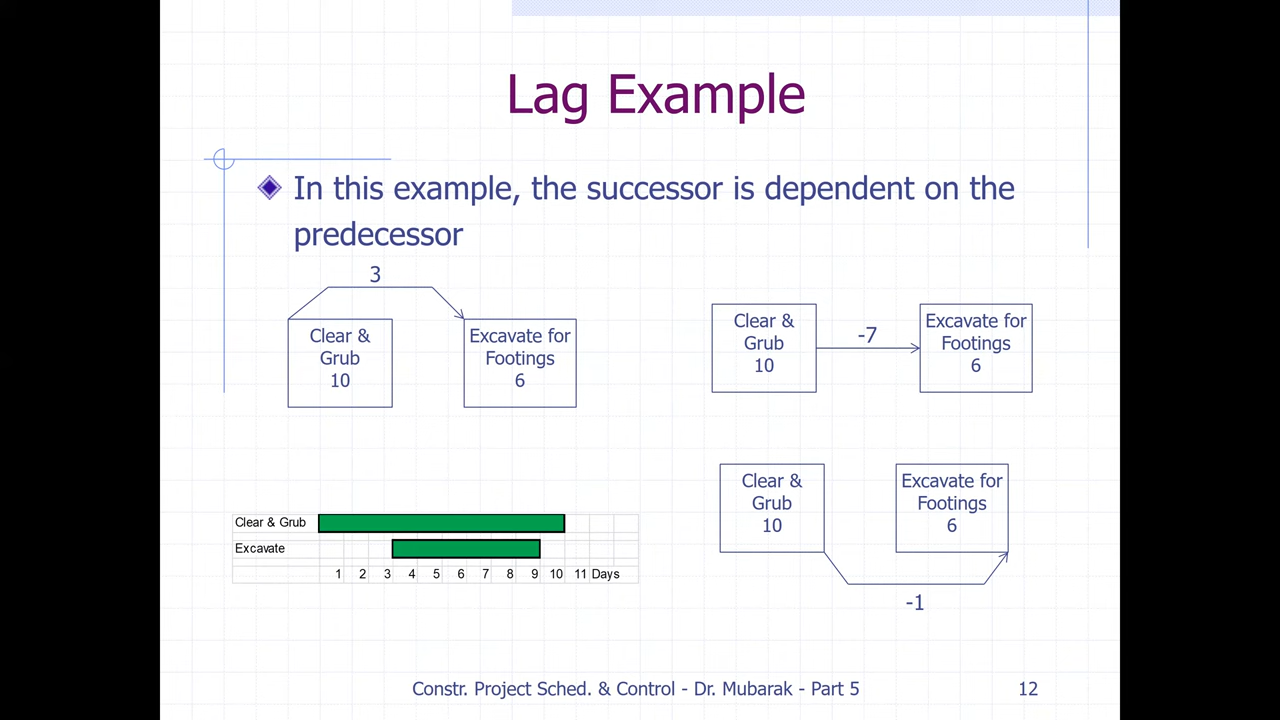 Lag Example
In this example, the successor is dependent on the
predecessor
3
Clear &
Grub
10
Excavate for
Footings
6
Clear &
Grub
10
-7
Excavate for
Footings
6
Clear &
Grub
10
Excavate for
Footings
6
-1
Clear & Grub
Excavate
1 2 3 4 5 6 7 8 9 10 11 Days
Constr. Project Sched. & Control - Dr. Mubarak - Part 5
12